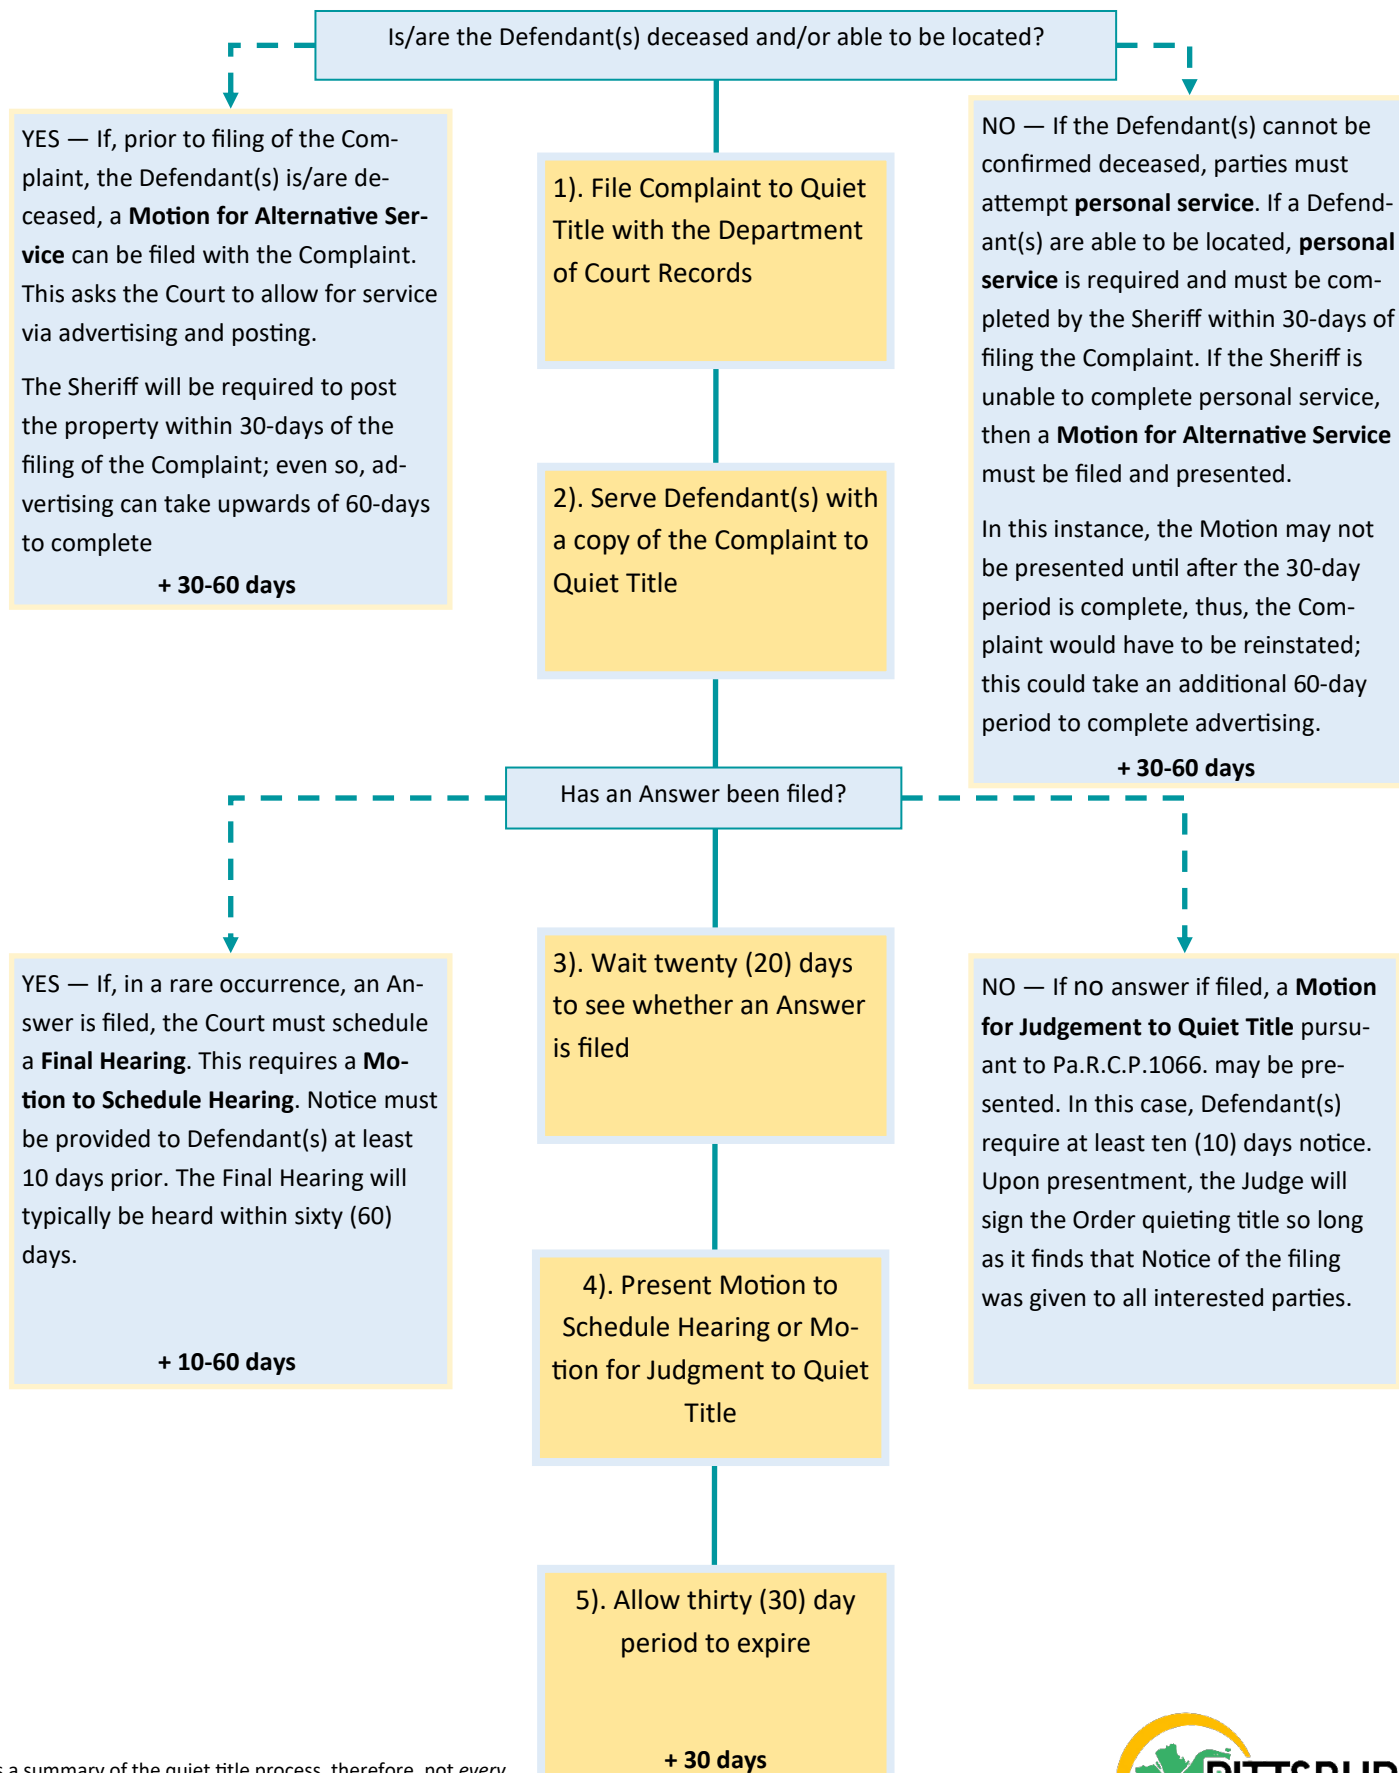 Is/are the Defendant(s) deceased and/or able to be located?
YES — If, prior to filing of the Com-
plaint, the Defendant(s) is/are de-
ceased, a Motion for Alternative Ser-
vice can be filed with the Complaint.
This asks the Court to allow for service
via advertising and posting.
The Sheriff will be required to post
the property within 30-days of the
filing of the Complaint; even so, ad-
vertising can take upwards of 60-days
to complete
+ 30-60 days
1). File Complaint to Quiet
Title with the Department
of Court Records
2). Serve Defendant(s) with
a copy of the Complaint to
Quiet Title
NO — If the Defendant(s) cannot be
confirmed deceased, parties must
attempt personal service. If a Defend-
ant(s) are able to be located, personal
service is required and must be com-
pleted by the Sheriff within 30-days of
filing the Complaint. If the Sheriff is
unable to complete personal service,
then a Motion for Alternative Service
must be filed and presented.
In this instance, the Motion may not
be presented until after the 30-day
period is complete, thus, the Com-
plaint would have to be reinstated;
this could take an additional 60-day
period to complete advertising.
+ 30-60 days
Has an Answer been filed?
YES — If, in a rare occurrence, an An-
swer is filed, the Court must schedule
a Final Hearing. This requires a Mo-
tion to Schedule Hearing. Notice must
be provided to Defendant(s) at least
10 days prior. The Final Hearing will
typically be heard within sixty (60)
days.
+ 10-60 days
3). Wait twenty (20) days
to see whether an Answer
is filed
4). Present Motion to
Schedule Hearing or Mo-
tion for Judgment to Quiet
Title
NO — If no answer if filed, a Motion
for Judgement to Quiet Title pursu-
ant to Pa.R.C.P.1066. may be pre-
sented. In this case, Defendant(s)
require at least ten (10) days notice.
Upon presentment, the Judge will
sign the Order quieting title so long
as it finds that Notice of the filing
was given to all interested parties.
5). Allow thirty (30) day
period to expire
+ 30 days
a summary of the quiet title process, therefore, not every